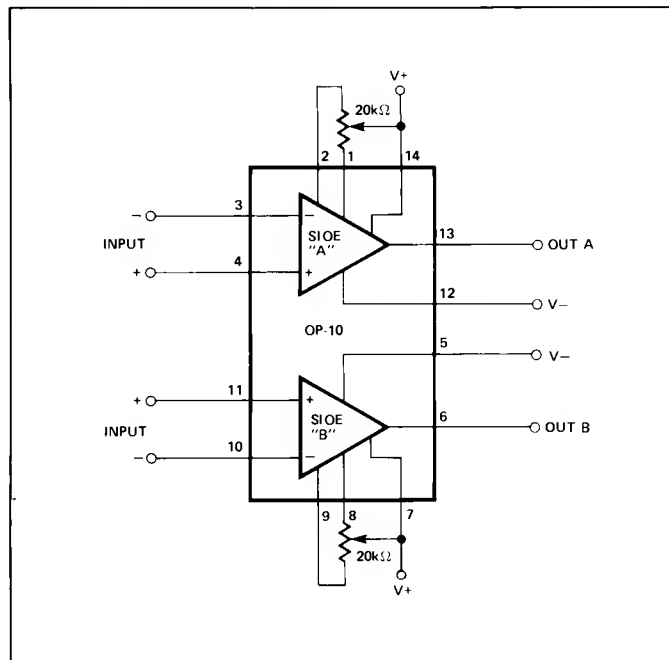 V+
20kΩ
2 1 14
− 3 − 13 OUT A
INPUT SIOE "A"
+ 4 + 12 V−
OP-10
5 V−
+ 11 + 6 OUT B
INPUT SIOE "B"
− 10 −
9 8 7
20kΩ
V+